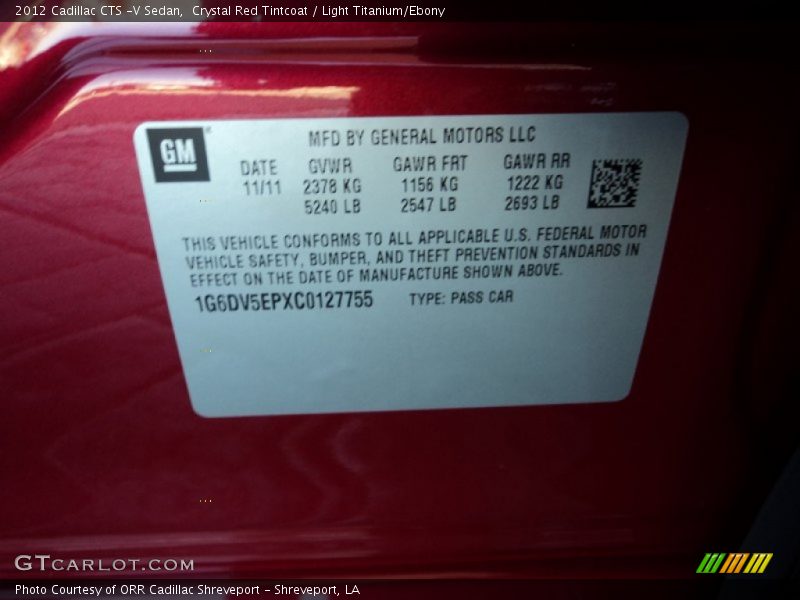 2012 Cadillac CTS -V Sedan, Crystal Red Tintcoat / Light Titanium/Ebony
GM
MFD BY GENERAL MOTORS LLC
DATE GVWR GAWR FRT GAWR RR
11/11 2378 KG 1156 KG 1222 KG
5240 LB 2547 LB 2693 LB
THIS VEHICLE CONFORMS TO ALL APPLICABLE U.S. FEDERAL MOTOR
VEHICLE SAFETY, BUMPER, AND THEFT PREVENTION STANDARDS IN
EFFECT ON THE DATE OF MANUFACTURE SHOWN ABOVE.
1G6DV5EPXC0127755 TYPE: PASS CAR
GTCARLOT.COM
Photo Courtesy of ORR Cadillac Shreveport - Shreveport, LA